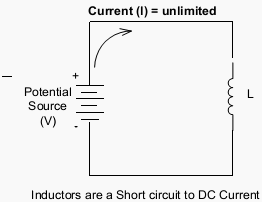 Current (I) = unlimited
+
Potential
Source
(V)
-
L
Inductors are a Short circuit to DC Current